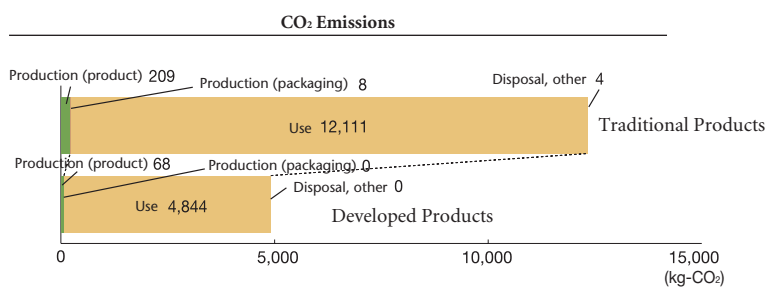 CO₂ Emissions
Production (product) 209
Production (packaging) 8
Disposal, other 4
Use 12,111
Traditional Products
Production (product) 68
Production (packaging) 0
Disposal, other 0
Use 4,844
Developed Products
0 5,000 10,000 15,000
(kg-CO₂)